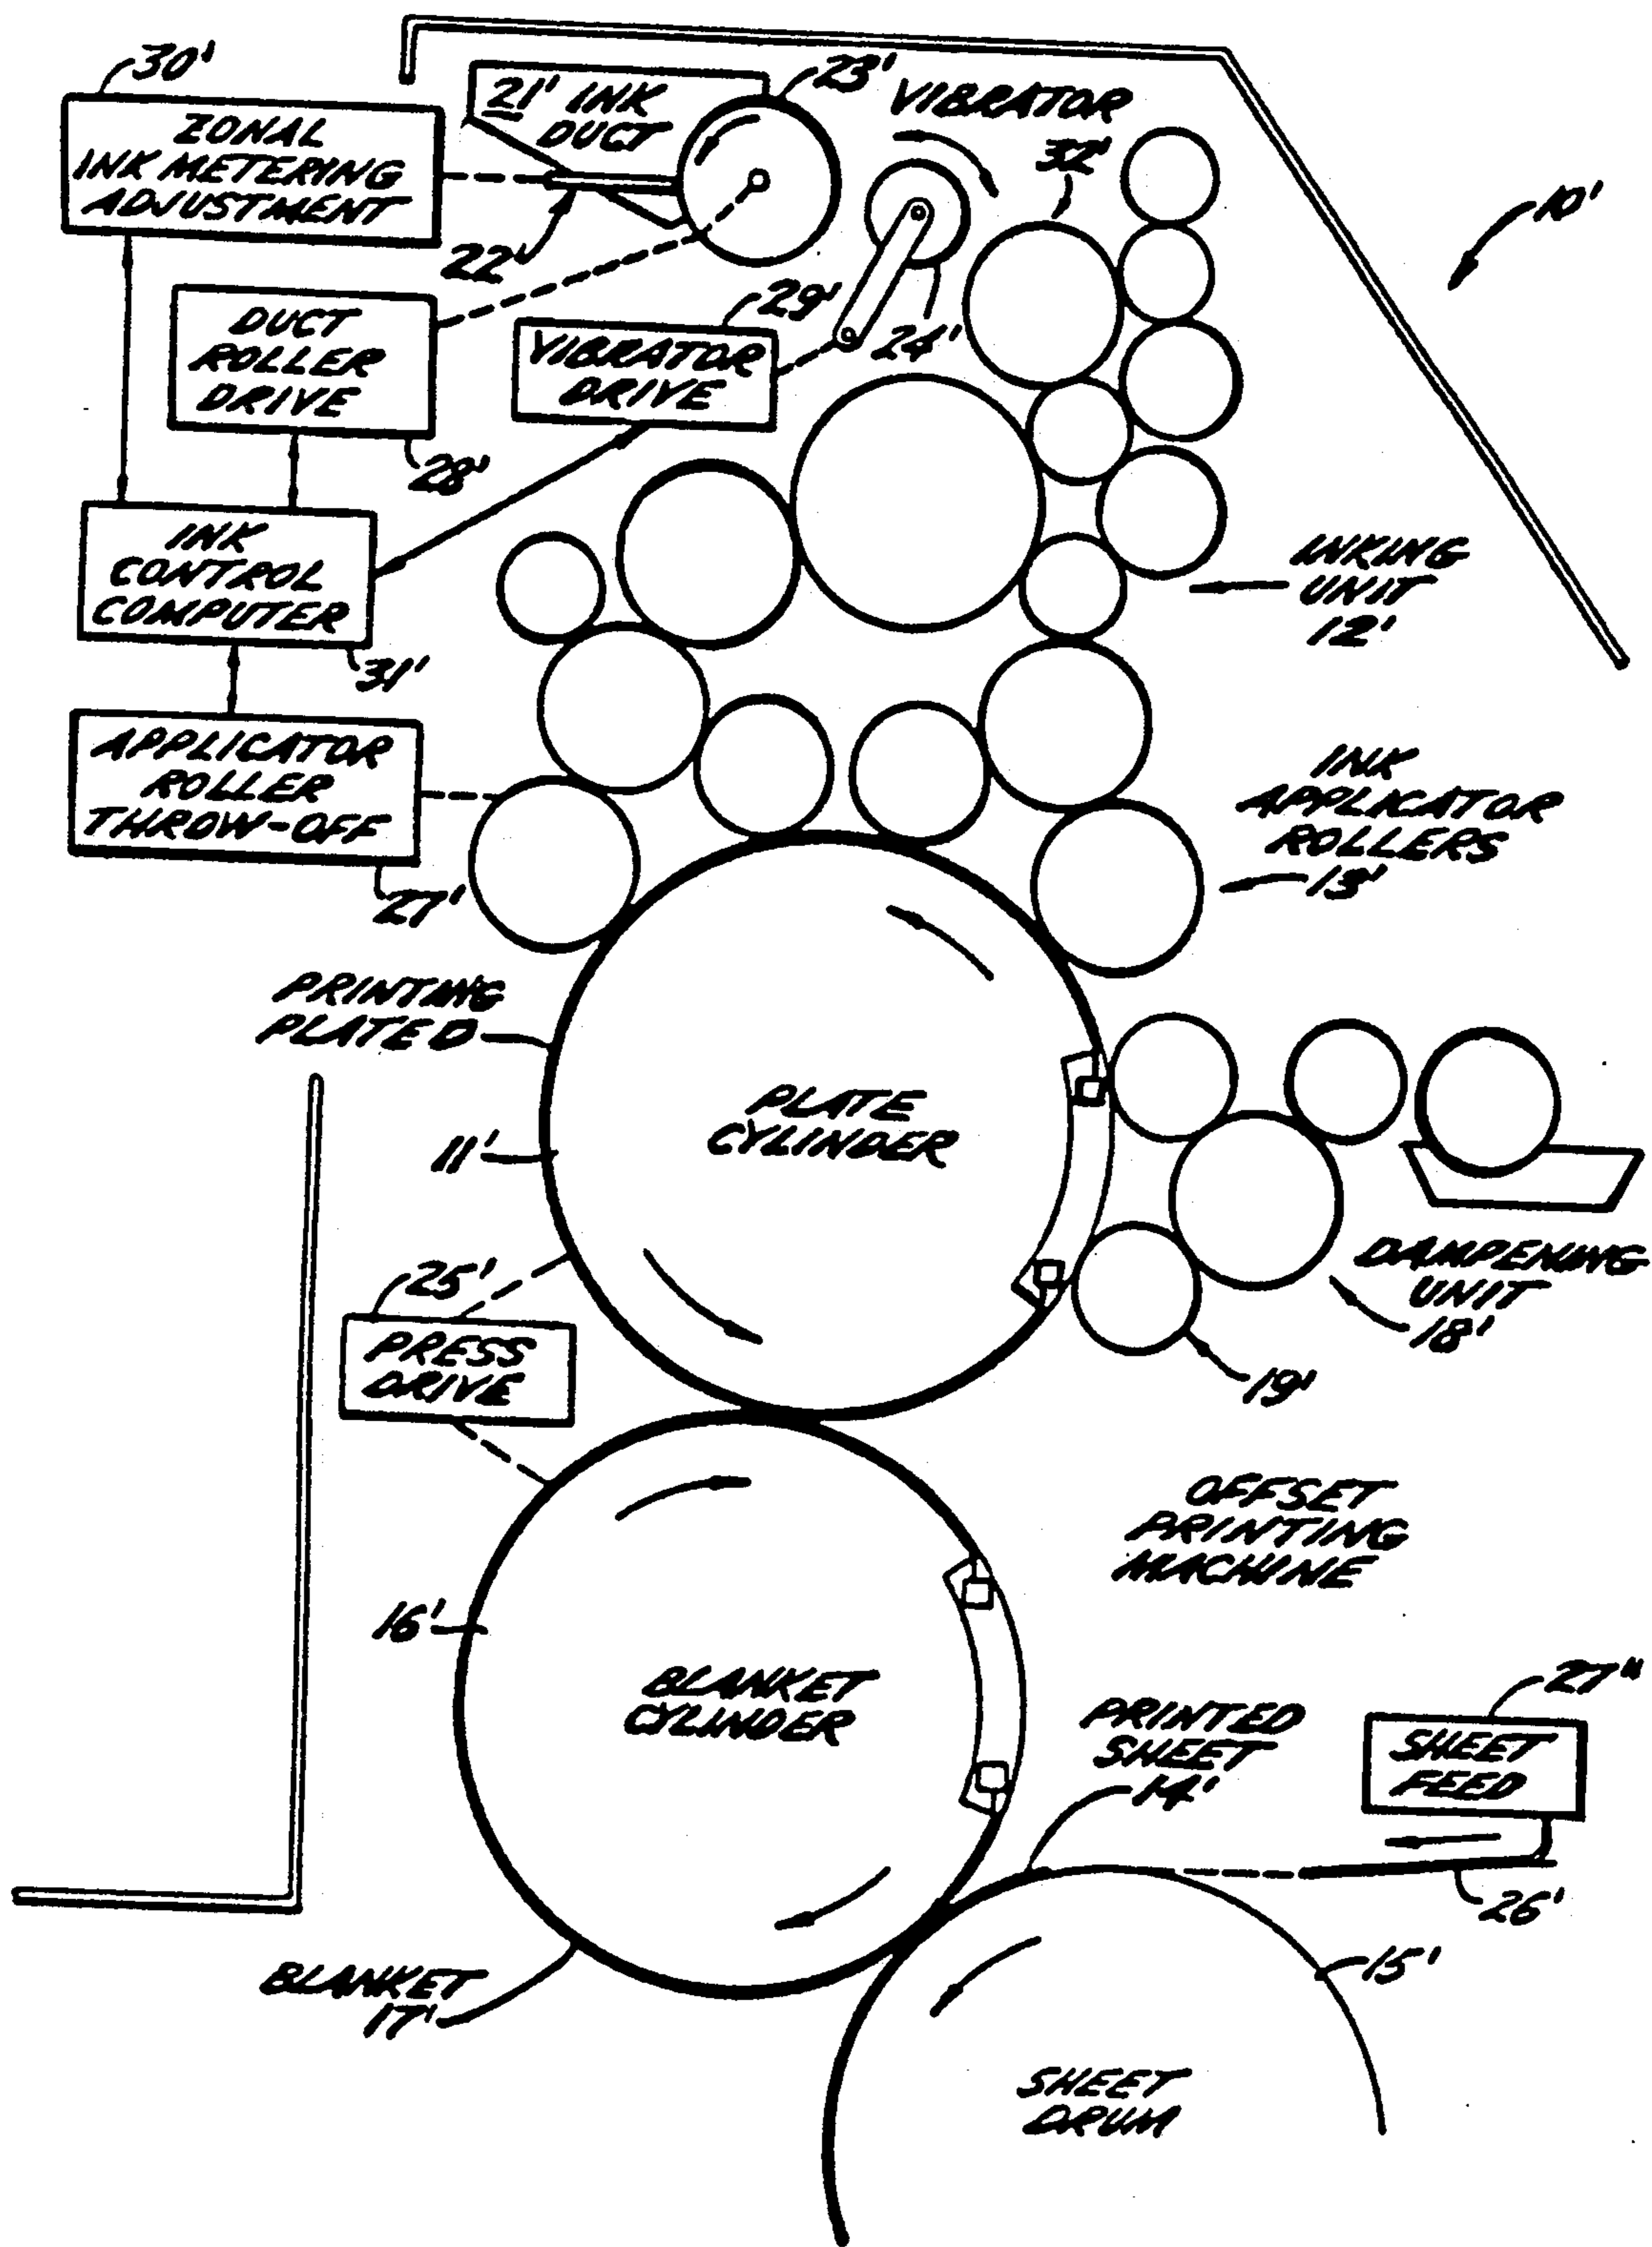 30'
ZONAL
INK METERING
ADJUSTMENT
21' INK
DUCT
23'
VIBRATOR
32'
10'
22'
DUCT
ROLLER
DRIVE
28'
29'
VIBRATOR
DRIVE
24'
INK
CONTROL
COMPUTER
31'
INKING
UNIT
12'
APPLICATOR
ROLLER
THROW-OFF
27'
INK
APPLICATOR
ROLLERS
13'
PRINTING
PLATE D
PLATE
CYLINDER
11'
DAMPENING
UNIT
18'
19'
25'
PRESS
DRIVE
OFFSET
PRINTING
MACHINE
16'
BLANKET
CYLINDER
PRINTED
SHEET
14'
27"
SHEET
FEED
26'
15'
BLANKET
17'
SHEET
DRUM